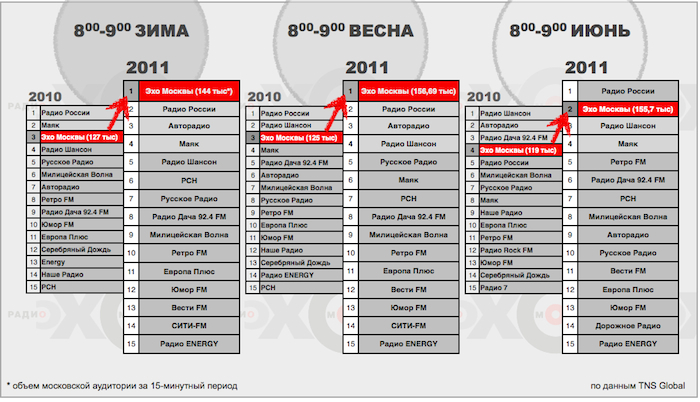 8⁰⁰-9⁰⁰ ЗИМА
2010
1 Радио России
2 Маяк
3 Эхо Москвы (127 тыс)
4 Радио Шансон
5 Русское Радио
6 Милицейская Волна
7 Авторадио
8 Ретро FM
9 Радио Дача 92.4 FM
10 Юмор FM
11 Европа Плюс
12 Серебряный Дождь
13 Energy
14 Наше Радио
15 РСН
2011
1 Эхо Москвы (144 тыс*)
2 Радио России
3 Авторадио
4 Маяк
5 Радио Шансон
6 РСН
7 Русское Радио
8 Радио Дача 92.4 FM
9 Милицейская Волна
10 Ретро FM
11 Европа Плюс
12 Юмор FM
13 Вести FM
14 СИТИ-FM
15 Радио ENERGY
8⁰⁰-9⁰⁰ ВЕСНА
2010
1 Радио России
2 Радио Шансон
3 Эхо Москвы (125 тыс)
4 Маяк
5 Радио Дача 92.4 FM
6 Авторадио
7 Милицейская Волна
8 Русское Радио
9 Ретро FM
10 Европа Плюс
11 Юмор FM
12 Наше Радио
13 Серебряный Дождь
14 Радио ENERGY
15 РСН
2011
1 Эхо Москвы (156,69 тыс)
2 Радио России
3 Авторадио
4 Радио Шансон
5 Русское Радио
6 Маяк
7 РСН
8 Радио Дача 92.4 FM
9 Милицейская Волна
10 Ретро FM
11 Европа Плюс
12 Вести FM
13 Юмор FM
14 СИТИ-FM
15 Радио ENERGY
8⁰⁰-9⁰⁰ ИЮНЬ
2010
1 Радио Шансон
2 Авторадио
3 Радио Дача 92.4 FM
4 Эхо Москвы (119 тыс)
5 Радио России
6 Милицейская Волна
7 Русское Радио
8 Маяк
9 Наше Радио
10 Европа Плюс
11 Ретро FM
12 Радио Rock FM
13 Юмор FM
14 Серебряный Дождь
15 Радио 7
2011
1 Радио России
2 Эхо Москвы (155,7 тыс)
3 Радио Шансон
4 Маяк
5 Ретро FM
6 Радио Дача 92.4 FM
7 РСН
8 Милицейская Волна
9 Авторадио
10 Русское Радио
11 Вести FM
12 Европа Плюс
13 Юмор FM
14 Дорожное Радио
15 Радио ENERGY
* объем московской аудитории за 15-минутный период
по данным TNS Global